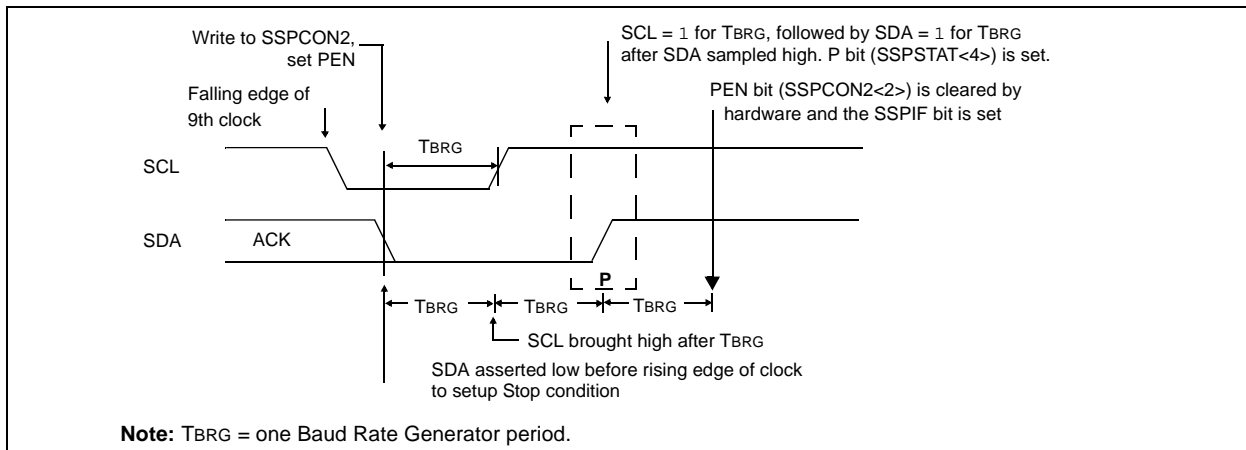 Write to SSPCON2,
set PEN
SCL = 1 for TBRG, followed by SDA = 1 for TBRG
after SDA sampled high. P bit (SSPSTAT<4>) is set.
Falling edge of
9th clock
PEN bit (SSPCON2<2>) is cleared by
hardware and the SSPIF bit is set
TBRG
SCL
SDA
ACK
P
TBRG
TBRG
TBRG
SCL brought high after TBRG
SDA asserted low before rising edge of clock
to setup Stop condition
Note: TBRG = one Baud Rate Generator period.